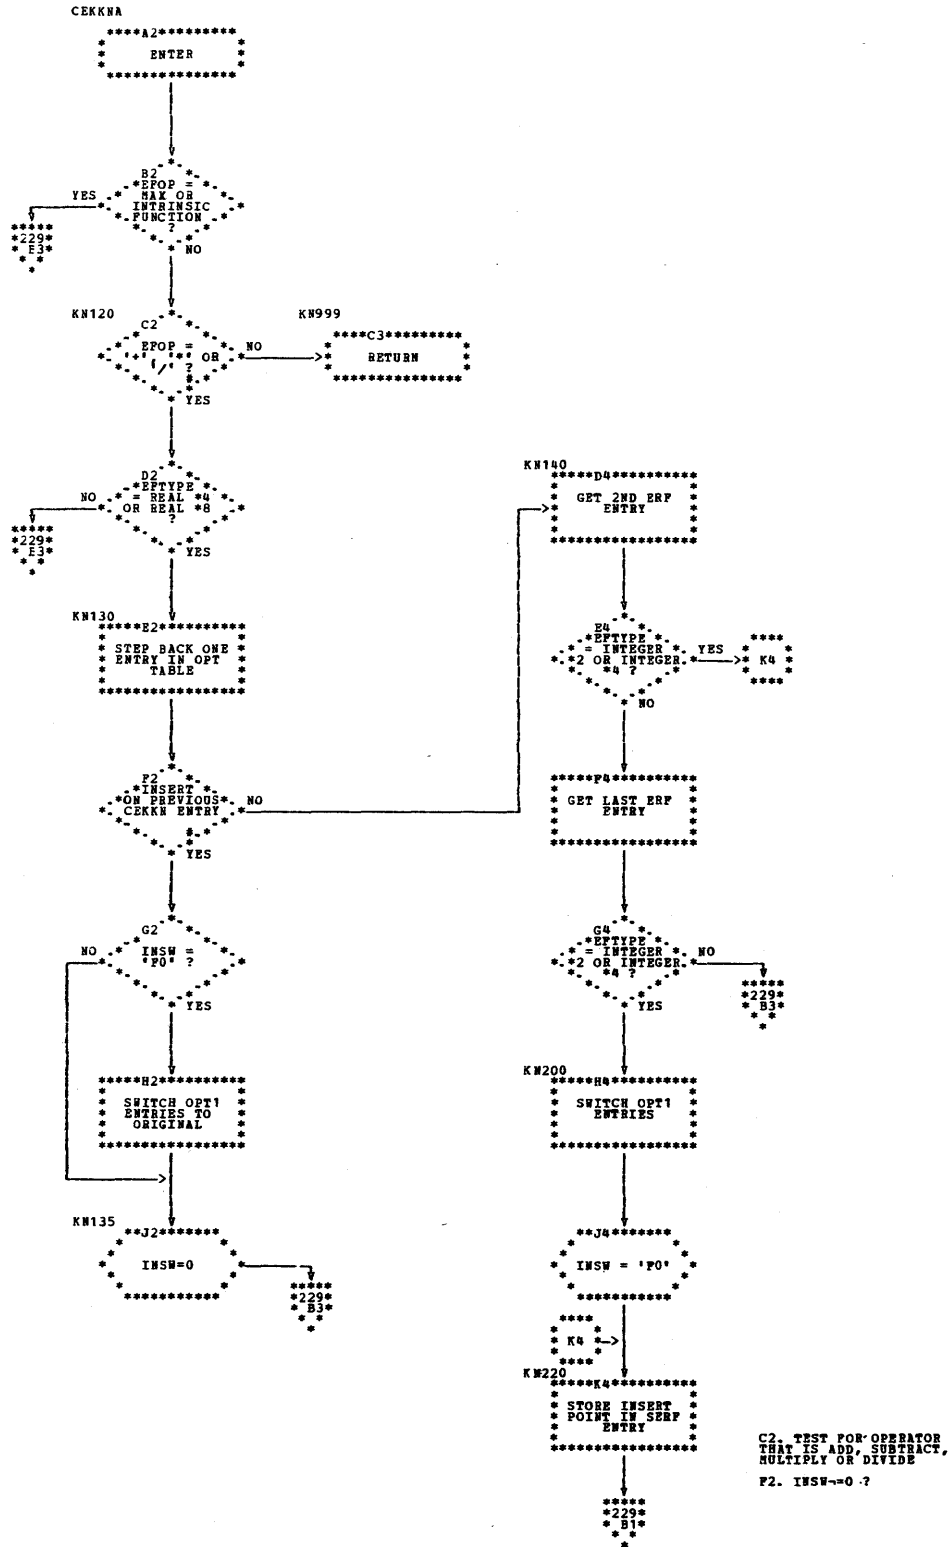 CEKKNA
A2
ENTER
B2
EFOP =
MAX OR
INTRINSIC
FUNCTION
?
YES
NO
229
E3
KN120
C2
EFOP =
'+' '*' OR
'/' ?
NO
YES
KN999
C3
RETURN
D2
EFTYPE
= REAL *4
OR REAL *8
?
NO
YES
229
E3
KN130
E2
STEP BACK ONE
ENTRY IN OPT
TABLE
F2
INSERT
ON PREVIOUS
CEKKN ENTRY
NO
YES
G2
INSW =
'F0' ?
NO
YES
H2
SWITCH OPT1
ENTRIES TO
ORIGINAL
KN135
J2
INSW=0
229
B3
KN140
D4
GET 2ND ERF
ENTRY
E4
EFTYPE
= INTEGER
*2 OR INTEGER
*4 ?
YES
K4
NO
F4
GET LAST ERF
ENTRY
G4
EFTYPE
= INTEGER
*2 OR INTEGER
*4 ?
NO
229
B3
YES
KN200
H4
SWITCH OPT1
ENTRIES
J4
INSW = 'F0'
K4
KN220
K4
STORE INSERT
POINT IN SERF
ENTRY
229
B1
C2. TEST FOR OPERATOR
THAT IS ADD, SUBTRACT,
MULTIPLY OR DIVIDE
F2. INSW¬=0 ?